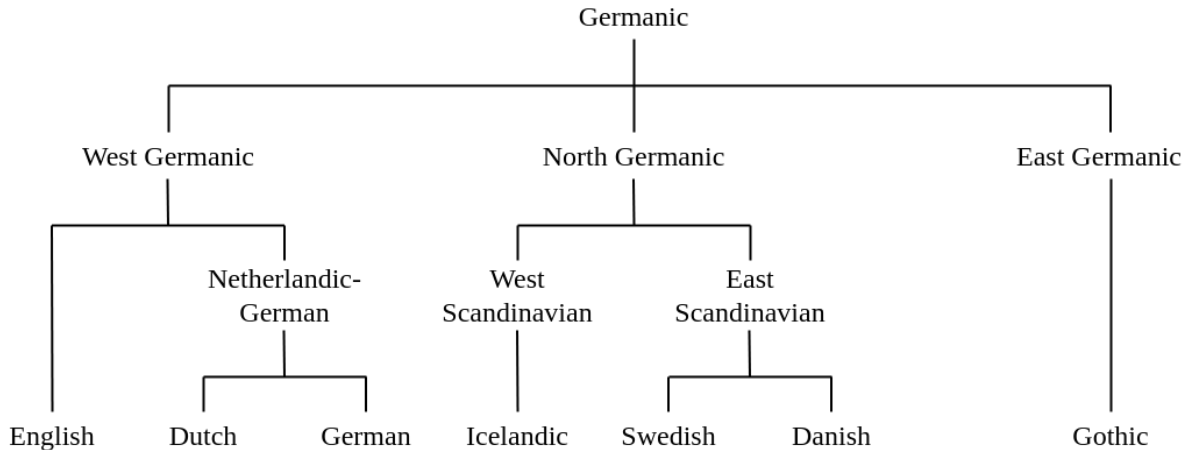 Germanic
West Germanic
North Germanic
East Germanic
Netherlandic-
German
West
Scandinavian
East
Scandinavian
English
Dutch
German
Icelandic
Swedish
Danish
Gothic